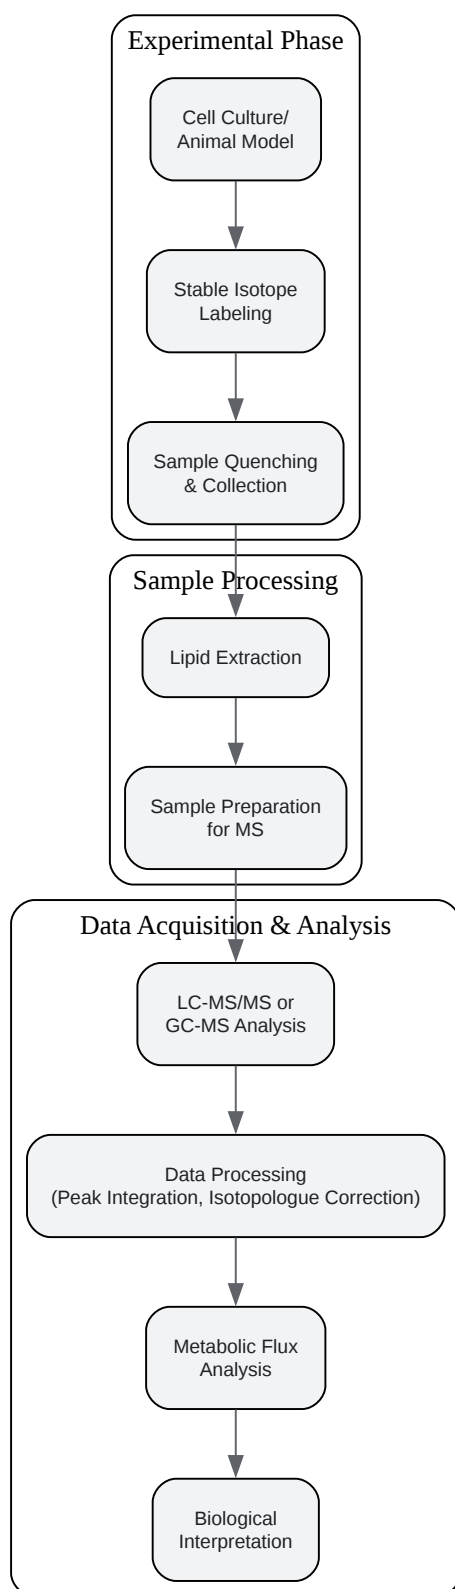 Experimental Phase
Cell Culture/
Animal Model
Stable Isotope
Labeling
Sample Quenching
& Collection
Sample Processing
Lipid Extraction
Sample Preparation
for MS
Data Acquisition & Analysis
LC-MS/MS or
GC-MS Analysis
Data Processing
(Peak Integration, Isotopologue Correction)
Metabolic Flux
Analysis
Biological
Interpretation